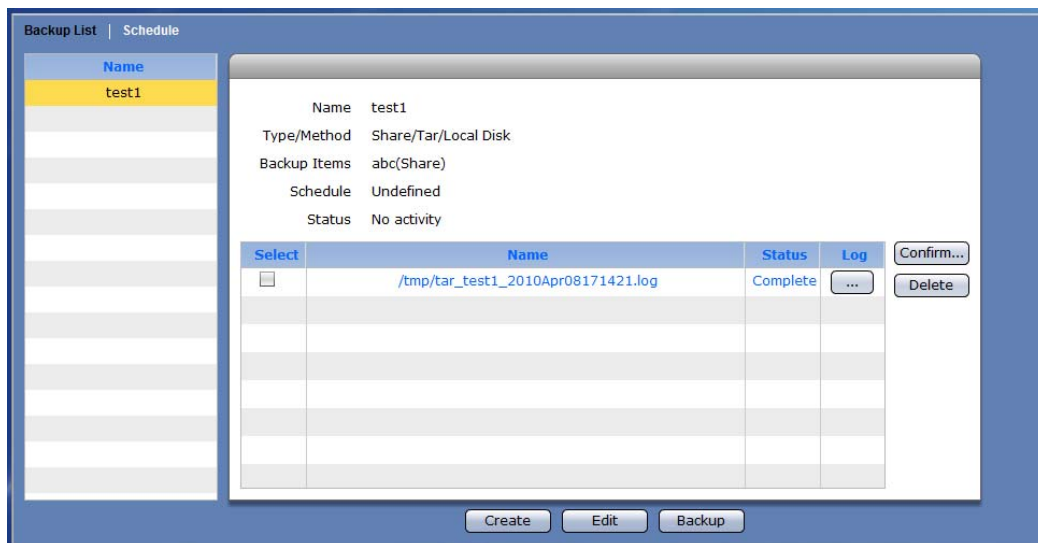 Backup List | Schedule
Name
test1
Name test1
Type/Method Share/Tar/Local Disk
Backup Items abc(Share)
Schedule Undefined
Status No activity
Select Name Status Log
/tmp/tar_test1_2010Apr08171421.log Complete ...
Confirm...
Delete
Create Edit Backup